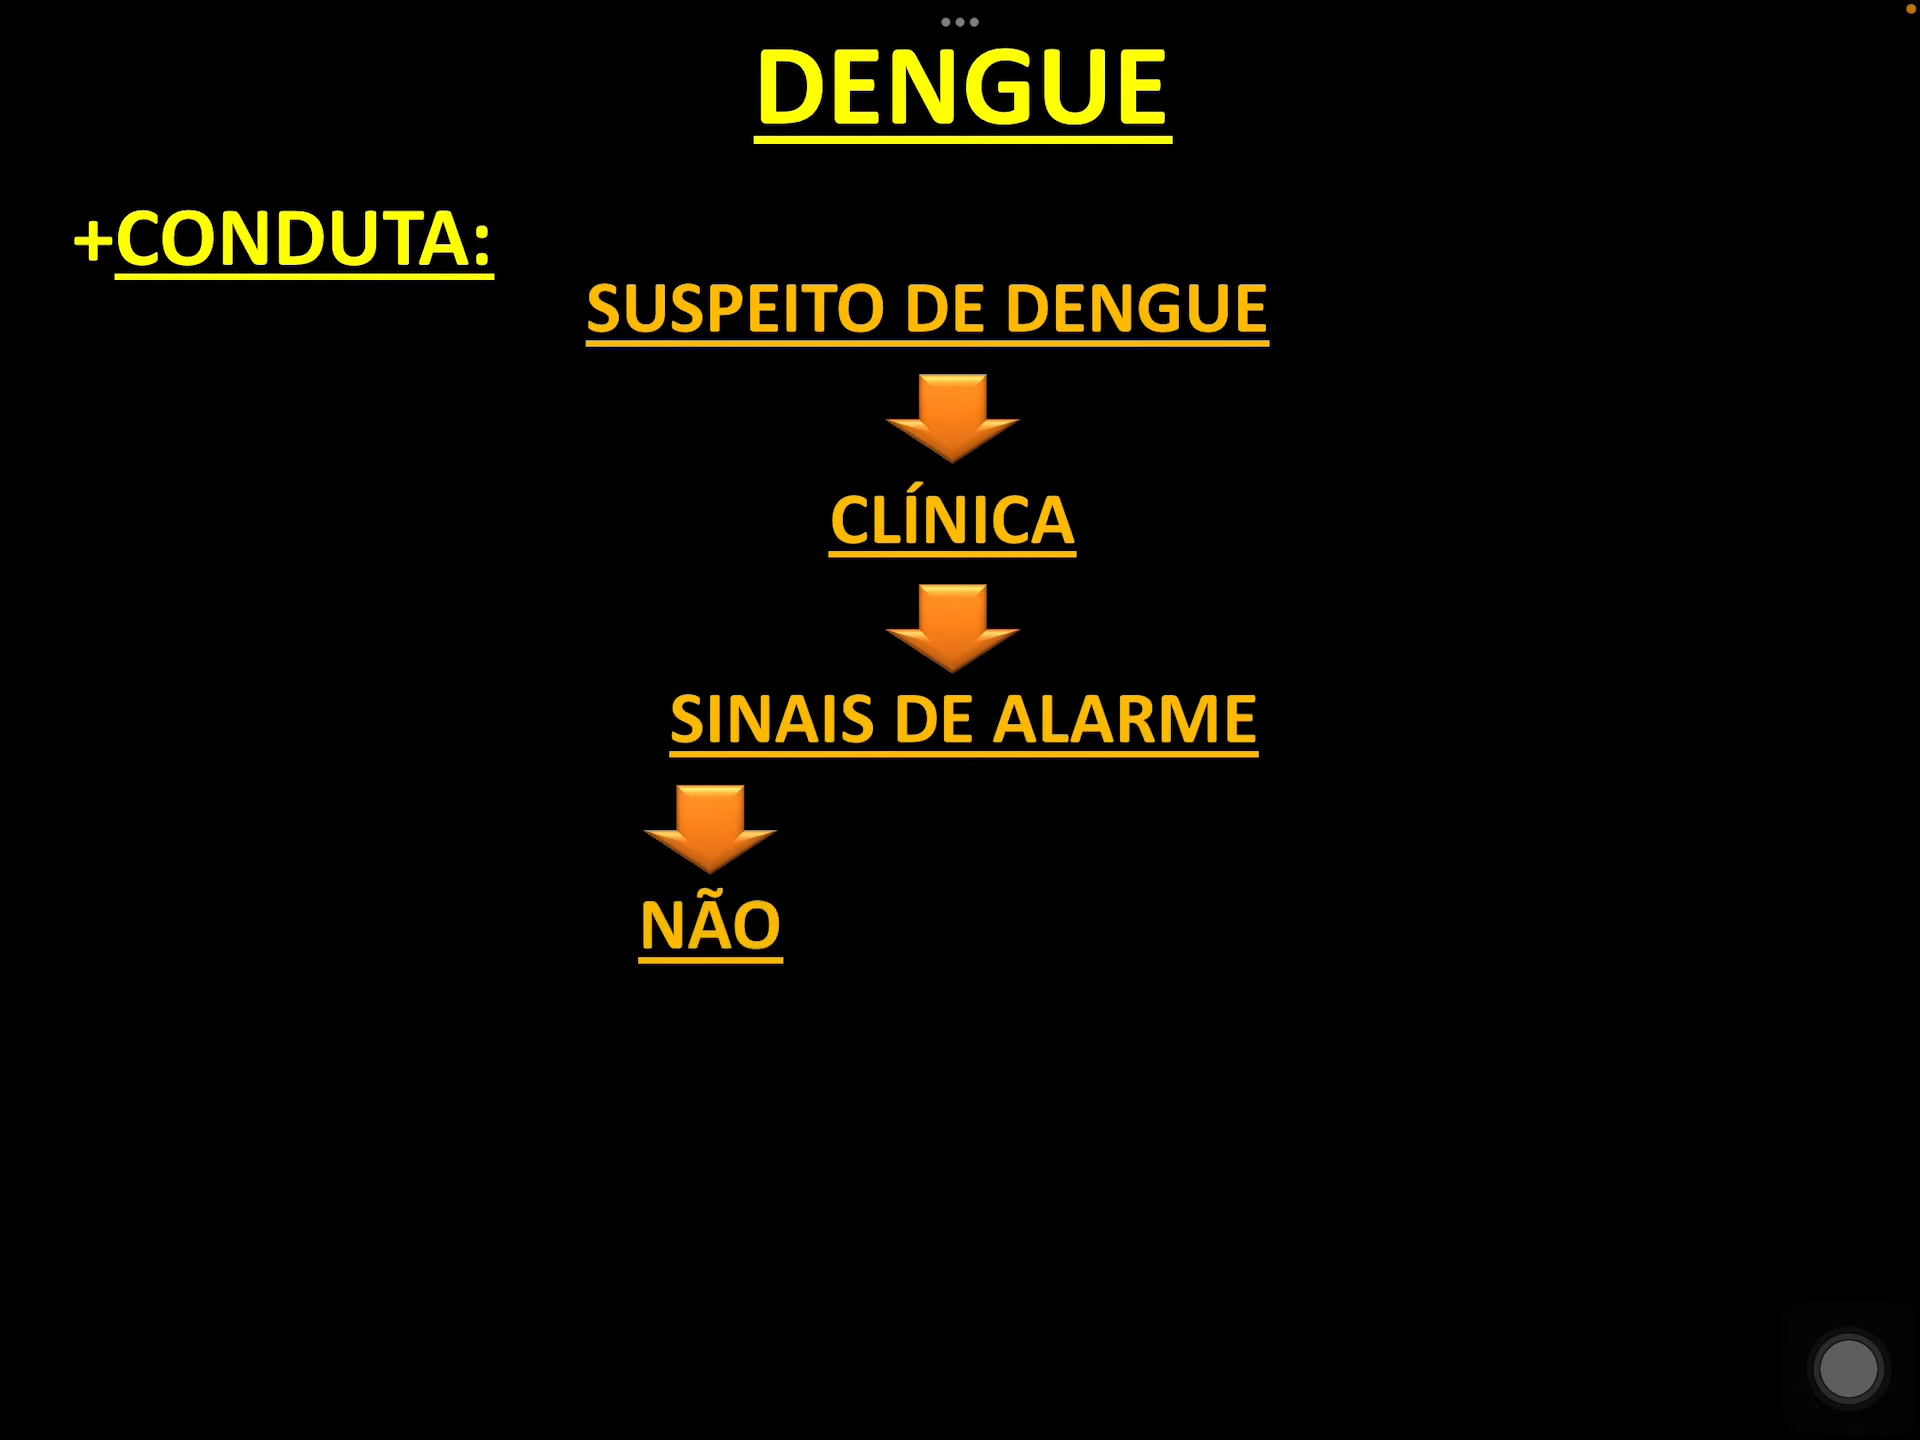 DENGUE
+CONDUTA:
SUSPEITO DE DENGUE
CLÍNICA
SINAIS DE ALARME
NÃO